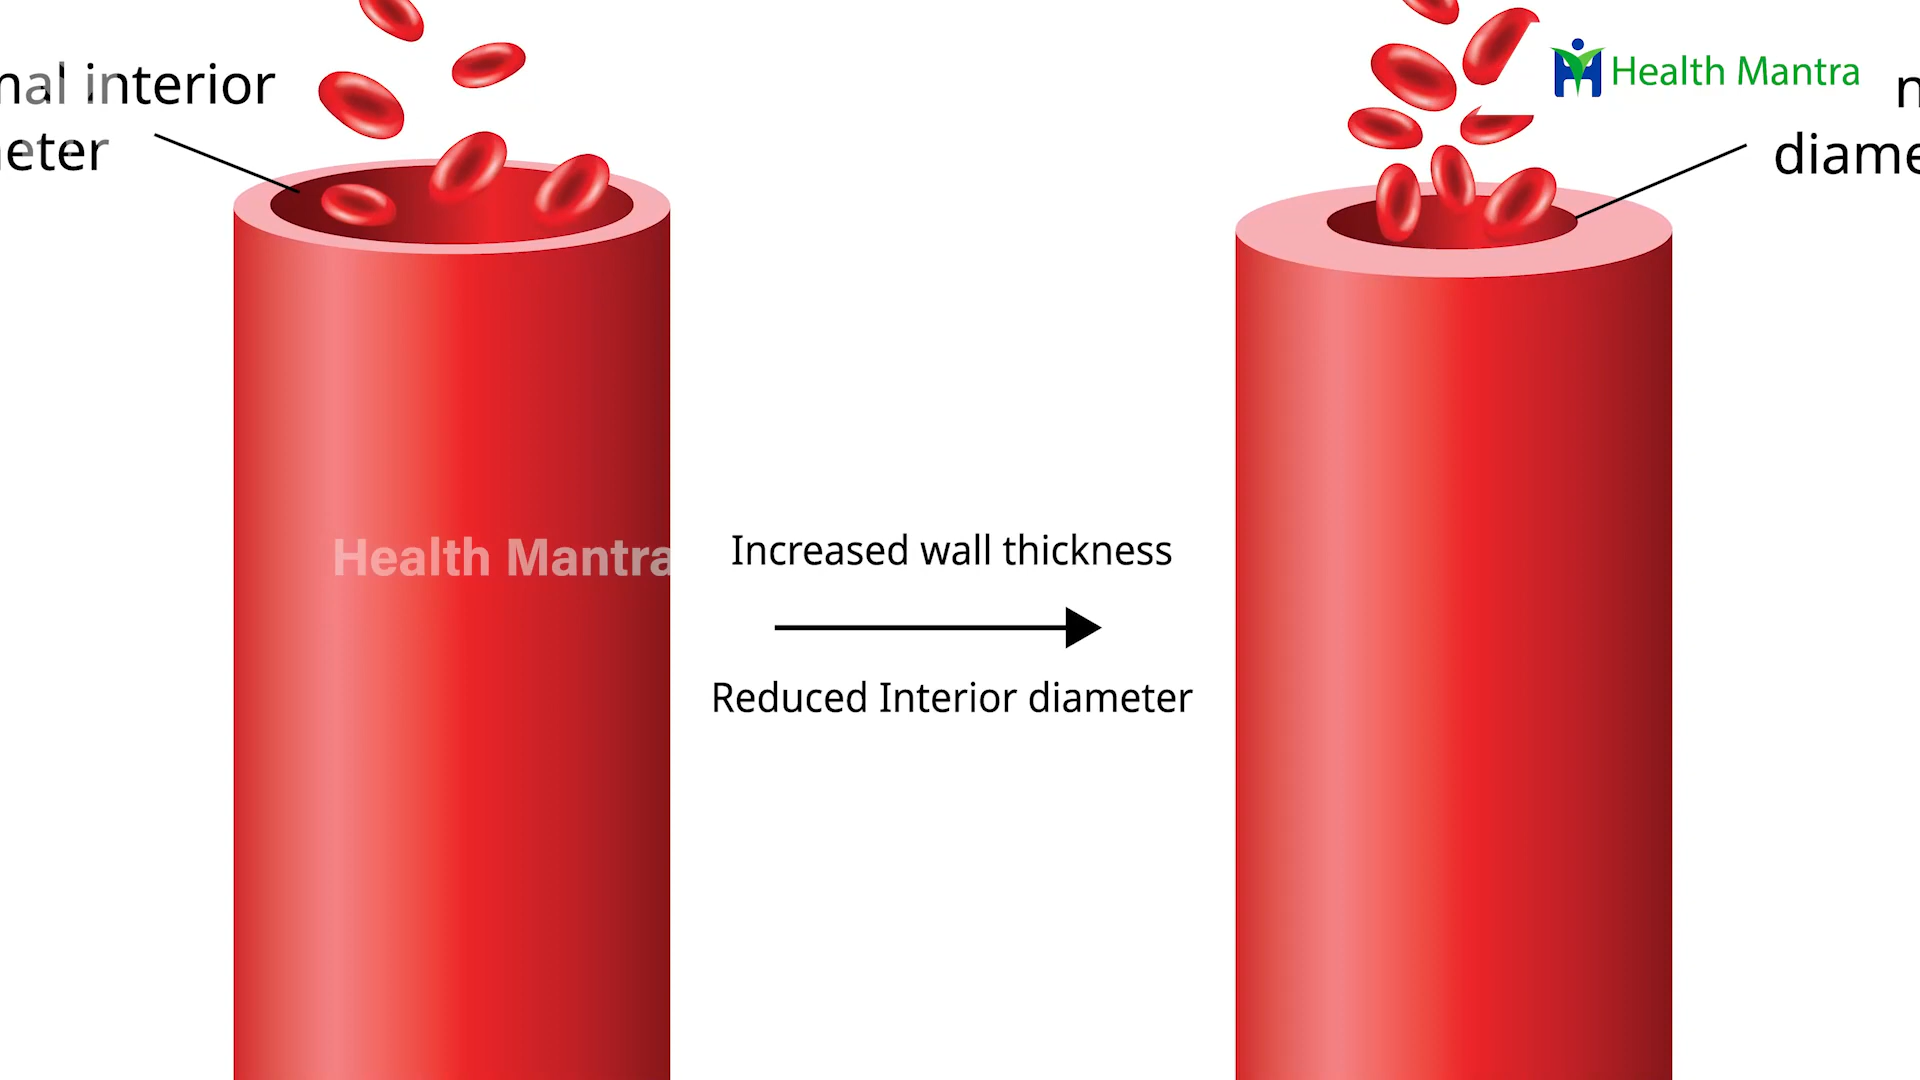 nal interior
eter
Health Mantra
diame
Health Mantra
Increased wall thickness
Reduced Interior diameter